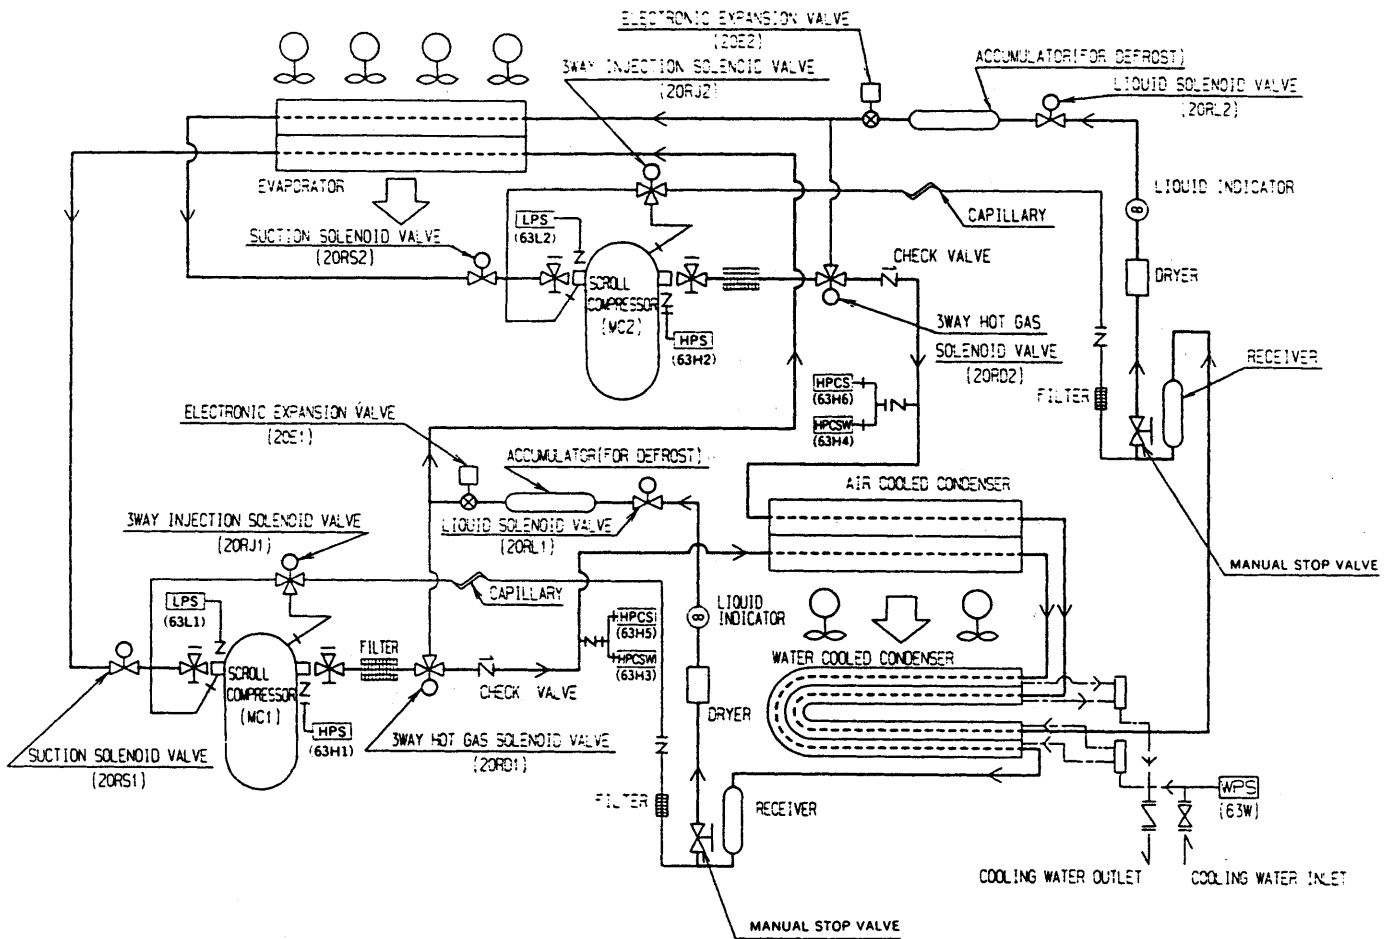 ELECTRONIC EXPANSION VALVE
(20E2)
3WAY INJECTION SOLENOID VALVE
(20RJ2)
ACCUMULATOR(FOR DEFROST)
LIQUID SOLENOID VALVE
(20RL2)
EVAPORATOR
LIQUID INDICATOR
CAPILLARY
LPS
(63L2)
SUCTION SOLENOID VALVE
(20RS2)
CHECK VALVE
DRYER
SCROLL
COMPRESSOR
(MC2)
3WAY HOT GAS
SOLENOID VALVE
(20RD2)
HPS
(63H2)
RECEIVER
HPCS
(63H6)
FILTER
HPCSW
(63H4)
ELECTRONIC EXPANSION VALVE
(20E1)
ACCUMULATOR(FOR DEFROST)
AIR COOLED CONDENSER
3WAY INJECTION SOLENOID VALVE
(20RJ1)
LIQUID SOLENOID VALVE
(20RL1)
MANUAL STOP VALVE
CAPILLARY
LPS
(63L1)
HPCS
(63H5)
LIQUID
INDICATOR
FILTER
HPCSW
(63H3)
WATER COOLED CONDENSER
SCROLL
COMPRESSOR
(MC1)
CHECK VALVE
DRYER
HPS
(63H1)
3WAY HOT GAS SOLENOID VALVE
(20RD1)
SUCTION SOLENOID VALVE
(20RS1)
FILTER
RECEIVER
WPS
(63W)
COOLING WATER OUTLET
COOLING WATER INLET
MANUAL STOP VALVE